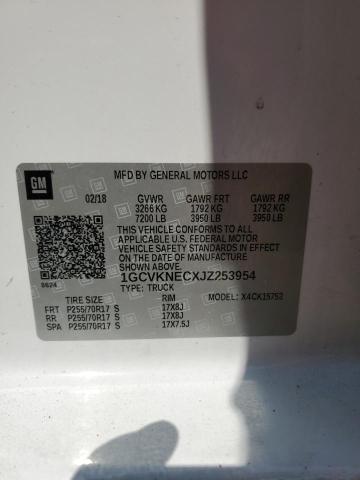 GM
MFD BY GENERAL MOTORS LLC
02/18 GVWR GAWR FRT GAWR RR
3266 KG 1792 KG 1792 KG
7200 LB 3950 LB 3950 LB
THIS VEHICLE CONFORMS TO ALL
APPLICABLE U.S. FEDERAL MOTOR
VEHICLE SAFETY STANDARDS IN EFFECT
ON THE DATE OF MANUFACTURE
SHOWN ABOVE.
1GCVKNECXJZ253954
8624
TYPE: TRUCK
TIRE SIZE RIM MODEL: X4CK15753
FRT P255/70R17 S 17X8J
RR P255/70R17 S 17X8J
SPA P255/70R17 S 17X7.5J